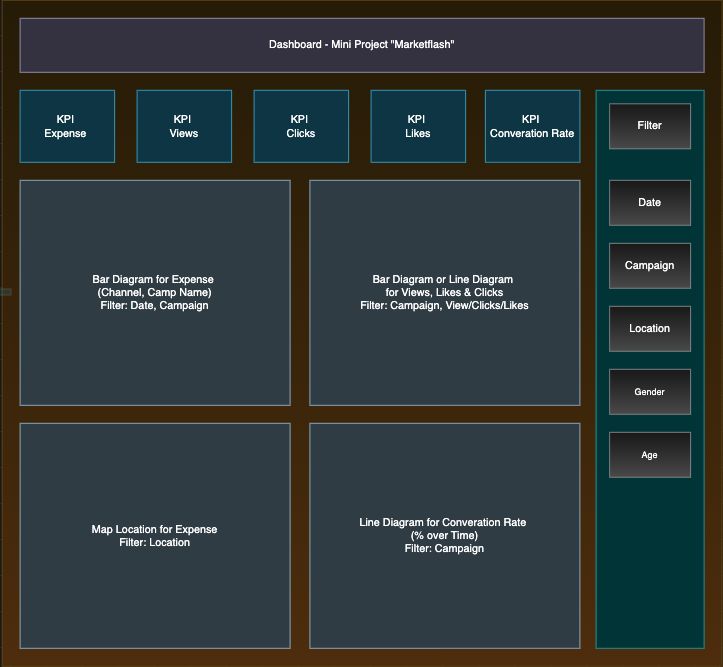 Dashboard - Mini Project "Marketflash"
KPI
Expense
KPI
Views
KPI
Clicks
KPI
Likes
KPI
Converation Rate
Filter
Date
Campaign
Location
Gender
Age
Bar Diagram for Expense
(Channel, Camp Name)
Filter: Date, Campaign
Bar Diagram or Line Diagram
for Views, Likes & Clicks
Filter: Campaign, View/Clicks/Likes
Map Location for Expense
Filter: Location
Line Diagram for Converation Rate
(% over Time)
Filter: Campaign